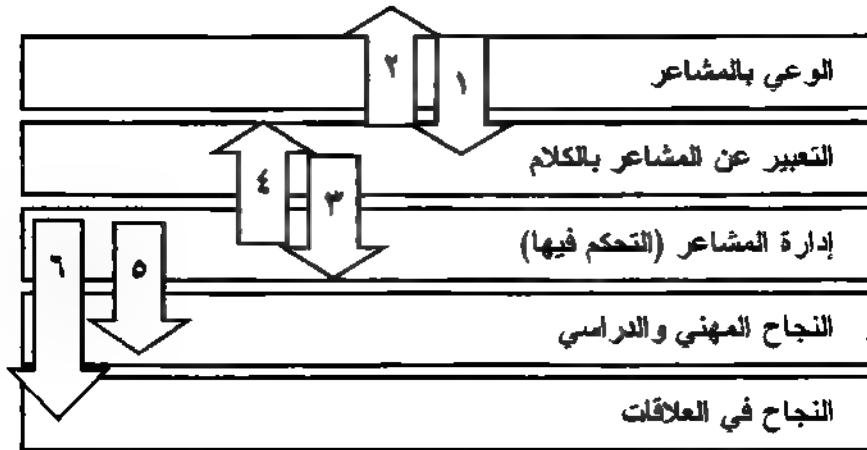 الوعي بالمشاعر
١
٢
التعبير عن المشاعر بالكلام
٣
٤
إدارة المشاعر (التحكم فيها)
٥
٦
النجاح المهني والدراسي
النجاح في العلاقات